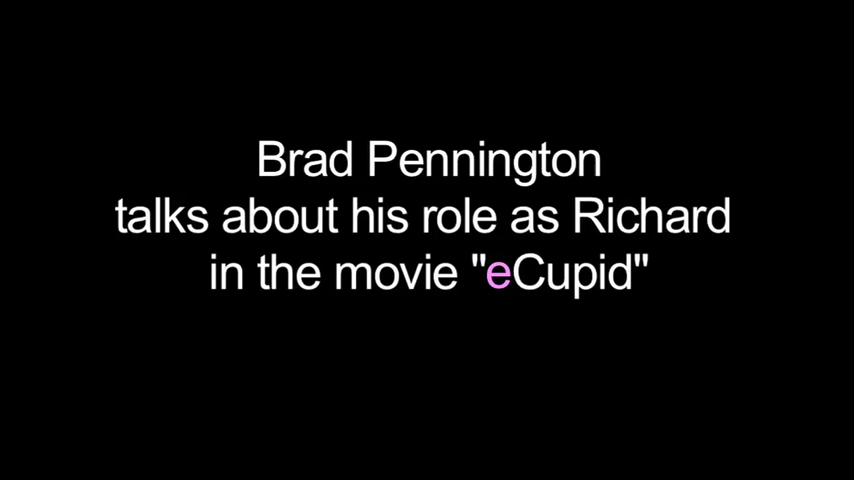 Brad Pennington
talks about his role as Richard
in the movie "eCupid"